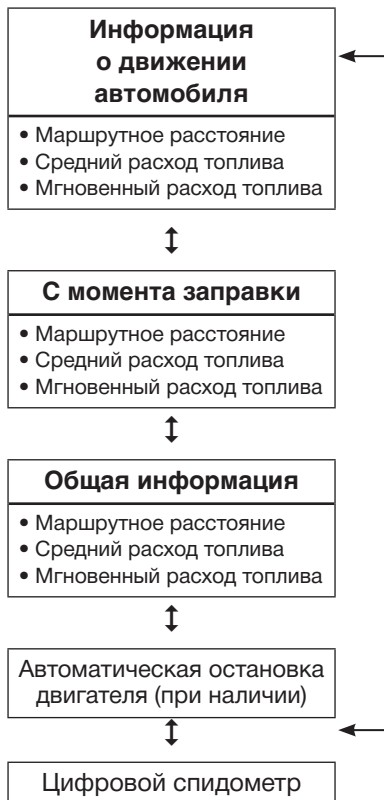 Информация
о движении
автомобиля
• Маршрутное расстояние
• Средний расход топлива
• Мгновенный расход топлива
С момента заправки
• Маршрутное расстояние
• Средний расход топлива
• Мгновенный расход топлива
Общая информация
• Маршрутное расстояние
• Средний расход топлива
• Мгновенный расход топлива
Автоматическая остановка
двигателя (при наличии)
Цифровой спидометр